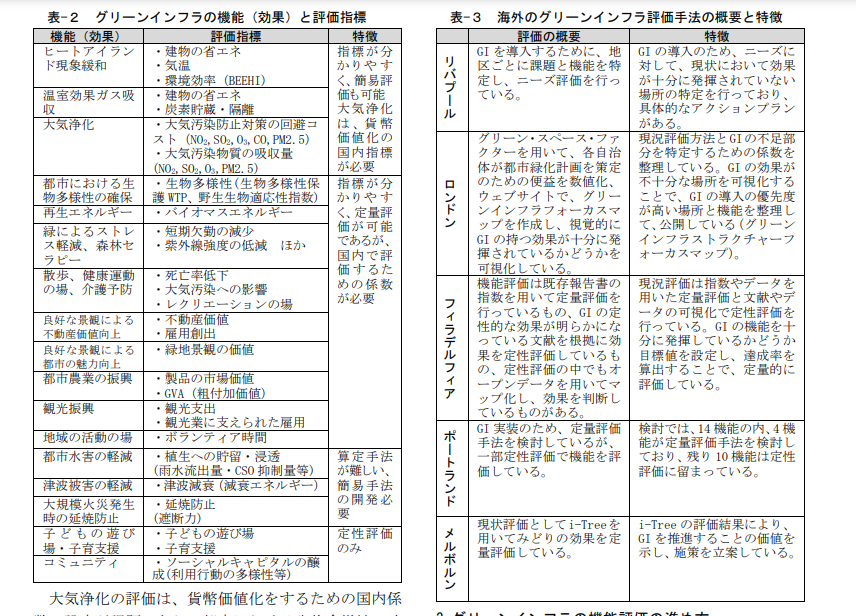 表-2 グリーンインフラの機能(効果)と評価指標
機能(効果)
評価指標
特徴
ヒートアイラン
ド現象緩和
・建物の省エネ
・気温
・環境効率(BEEHI)
指標が分
かりやす
く、簡易評
価も可能
大気浄化
は、貨幣
価値化の
国内指標
が必要
温室効果ガス吸
収
・建物の省エネ
・炭素貯蔵・隔離
大気浄化
・大気汚染防止対策の回避コ
スト(NO₂,SO₂,O₃,CO,PM2.5)
・大気汚染物質の吸収量
(NO₂,SO₂,O₃,PM2.5)
都市における生
物多様性の確保
・生物多様性(生物多様性保
護WTP、野生生物適応性指数)
指標が分
かりやす
く、定量評
価が可能
であるが、
国内で評
価するた
めの係数
が必要
再生エネルギー
・バイオマスエネルギー
緑によるストレ
ス軽減、森林セ
ラピー
・短期欠勤の減少
・紫外線強度の低減 ほか
散歩、健康運動
の場、介護予防
・死亡率低下
・大気汚染への影響
・レクリエーションの場
良好な景観による
不動産価値向上
・不動産価値
・雇用創出
良好な景観による
都市の魅力向上
・緑地景観の価値
都市農業の振興
・製品の市場価値
・GVA(粗付加価値)
観光振興
・観光支出
・観光業に支えられた雇用
地域の活動の場
・ボランティア時間
都市水害の軽減
・植生への貯留・浸透
(雨水流出量・CSO抑制量等)
算定手法
が難しい、
簡易手法
の開発必
要
津波被害の軽減
・津波減衰(減衰エネルギー)
大規模火災発生
時の延焼防止
・延焼防止
(遮断力)
子どもの遊び
場・子育支援
・子どもの遊び場
・子育支援
定性評価
のみ
コミュニティ
・ソーシャルキャピタルの醸
成(利用行動の多様性等)
大気浄化の評価は、貨幣価値化をするための国内係
表-3 海外のグリーンインフラ評価手法の概要と特徴
評価の概要
特徴
リバプール
GIを導入するために、地
区ごとに課題と機能を特
定し、ニーズ評価を行っ
ている。
GIの導入のため、ニーズに
対して、現状において効果
が十分に発揮されていない
場所の特定を行っており、
具体的なアクションプラン
がある。
ロンドン
グリーン・スペース・ファ
クターを用いて、各自治
体が都市緑化計画を策定
のための便益を数値化、
ウェブサイトで、グリー
ンインフラフォーカスマ
ップを作成し、視覚的に
GIの持つ効果が十分に発
揮されているかどうかを
可視化している。
現況評価方法とGIの不足部
分を特定するための係数を
整理している。GIの効果が
不十分な場所を可視化する
ことで、GIの導入の優先度
が高い場所と機能を整理し
て、公開している(グリーン
インフラストラクチャーフ
ォーカスマップ)。
フィラデルフィア
機能評価は既存報告書の
指数を用いて定量評価を
行っているもの、GIの定
性的な効果が明らかになっ
ている文献を根拠に効
果を定性評価しているも
の、定性評価の中でもオ
ープンデータを用いてマ
ップ化し、効果を判断し
ているものがある。
現況評価は指数やデータを
用いた定量評価と文献やデ
ータの可視化で定性評価を
行っている。GIの機能を十
分に発揮しているかどうか
目標値を設定し、達成率を
算出することで、定量的に
評価している。
ポートランド
GI実装のため、定量評価
手法を検討しているが、
一部定性評価で機能を評
価している。
検討では、14機能の内、4機
能が定量評価手法を検討し
ており、残り10機能は定性
評価に留まっている。
メルボルン
現状評価としてi-Treeを
用いてみどりの効果を定
量評価している。
i-Treeの評価結果により、
GIを推進することの価値を
示し、施策を立案している。